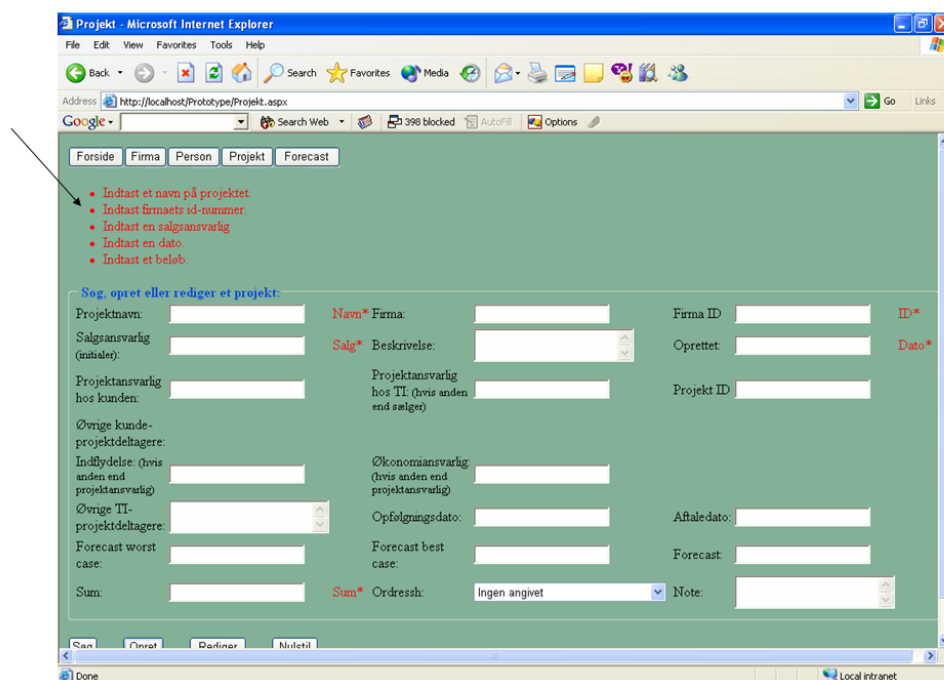 Projekt - Microsoft Internet Explorer
File Edit View Favorites Tools Help
Back Search Favorites Media
Address http://localhost/Prototype/Projekt.aspx Go Links
Google Search Web 398 blocked AutoFill Options
Forside Firma Person Projekt Forecast
Indtast et navn på projektet.
Indtast firmaets id-nummer.
Indtast en salgsansvarlig
Indtast en dato.
Indtast et beløb.
Søg, opret eller rediger et projekt:
Projektnavn: Navn* Firma: Firma ID ID*
Salgsansvarlig
(initialer): Salg* Beskrivelse: Oprettet: Dato*
Projektansvarlig
hos kunden:
Projektansvarlig
hos TI: (hvis anden
end sælger)
Projekt ID
Øvrige kunde-
projektdeltagere:
Indflydelse: (hvis
anden end
projektansvarlig)
Økonomiansvarlig:
(hvis anden end
projektansvarlig)
Øvrige TI-
projektdeltagere:
Opfølgningsdato: Aftaledato:
Forecast worst
case:
Forecast best
case:
Forecast:
Sum: Sum* Ordressh: Ingen angivet Note:
Søg Opret Rediger Nulstil
Done Local intranet